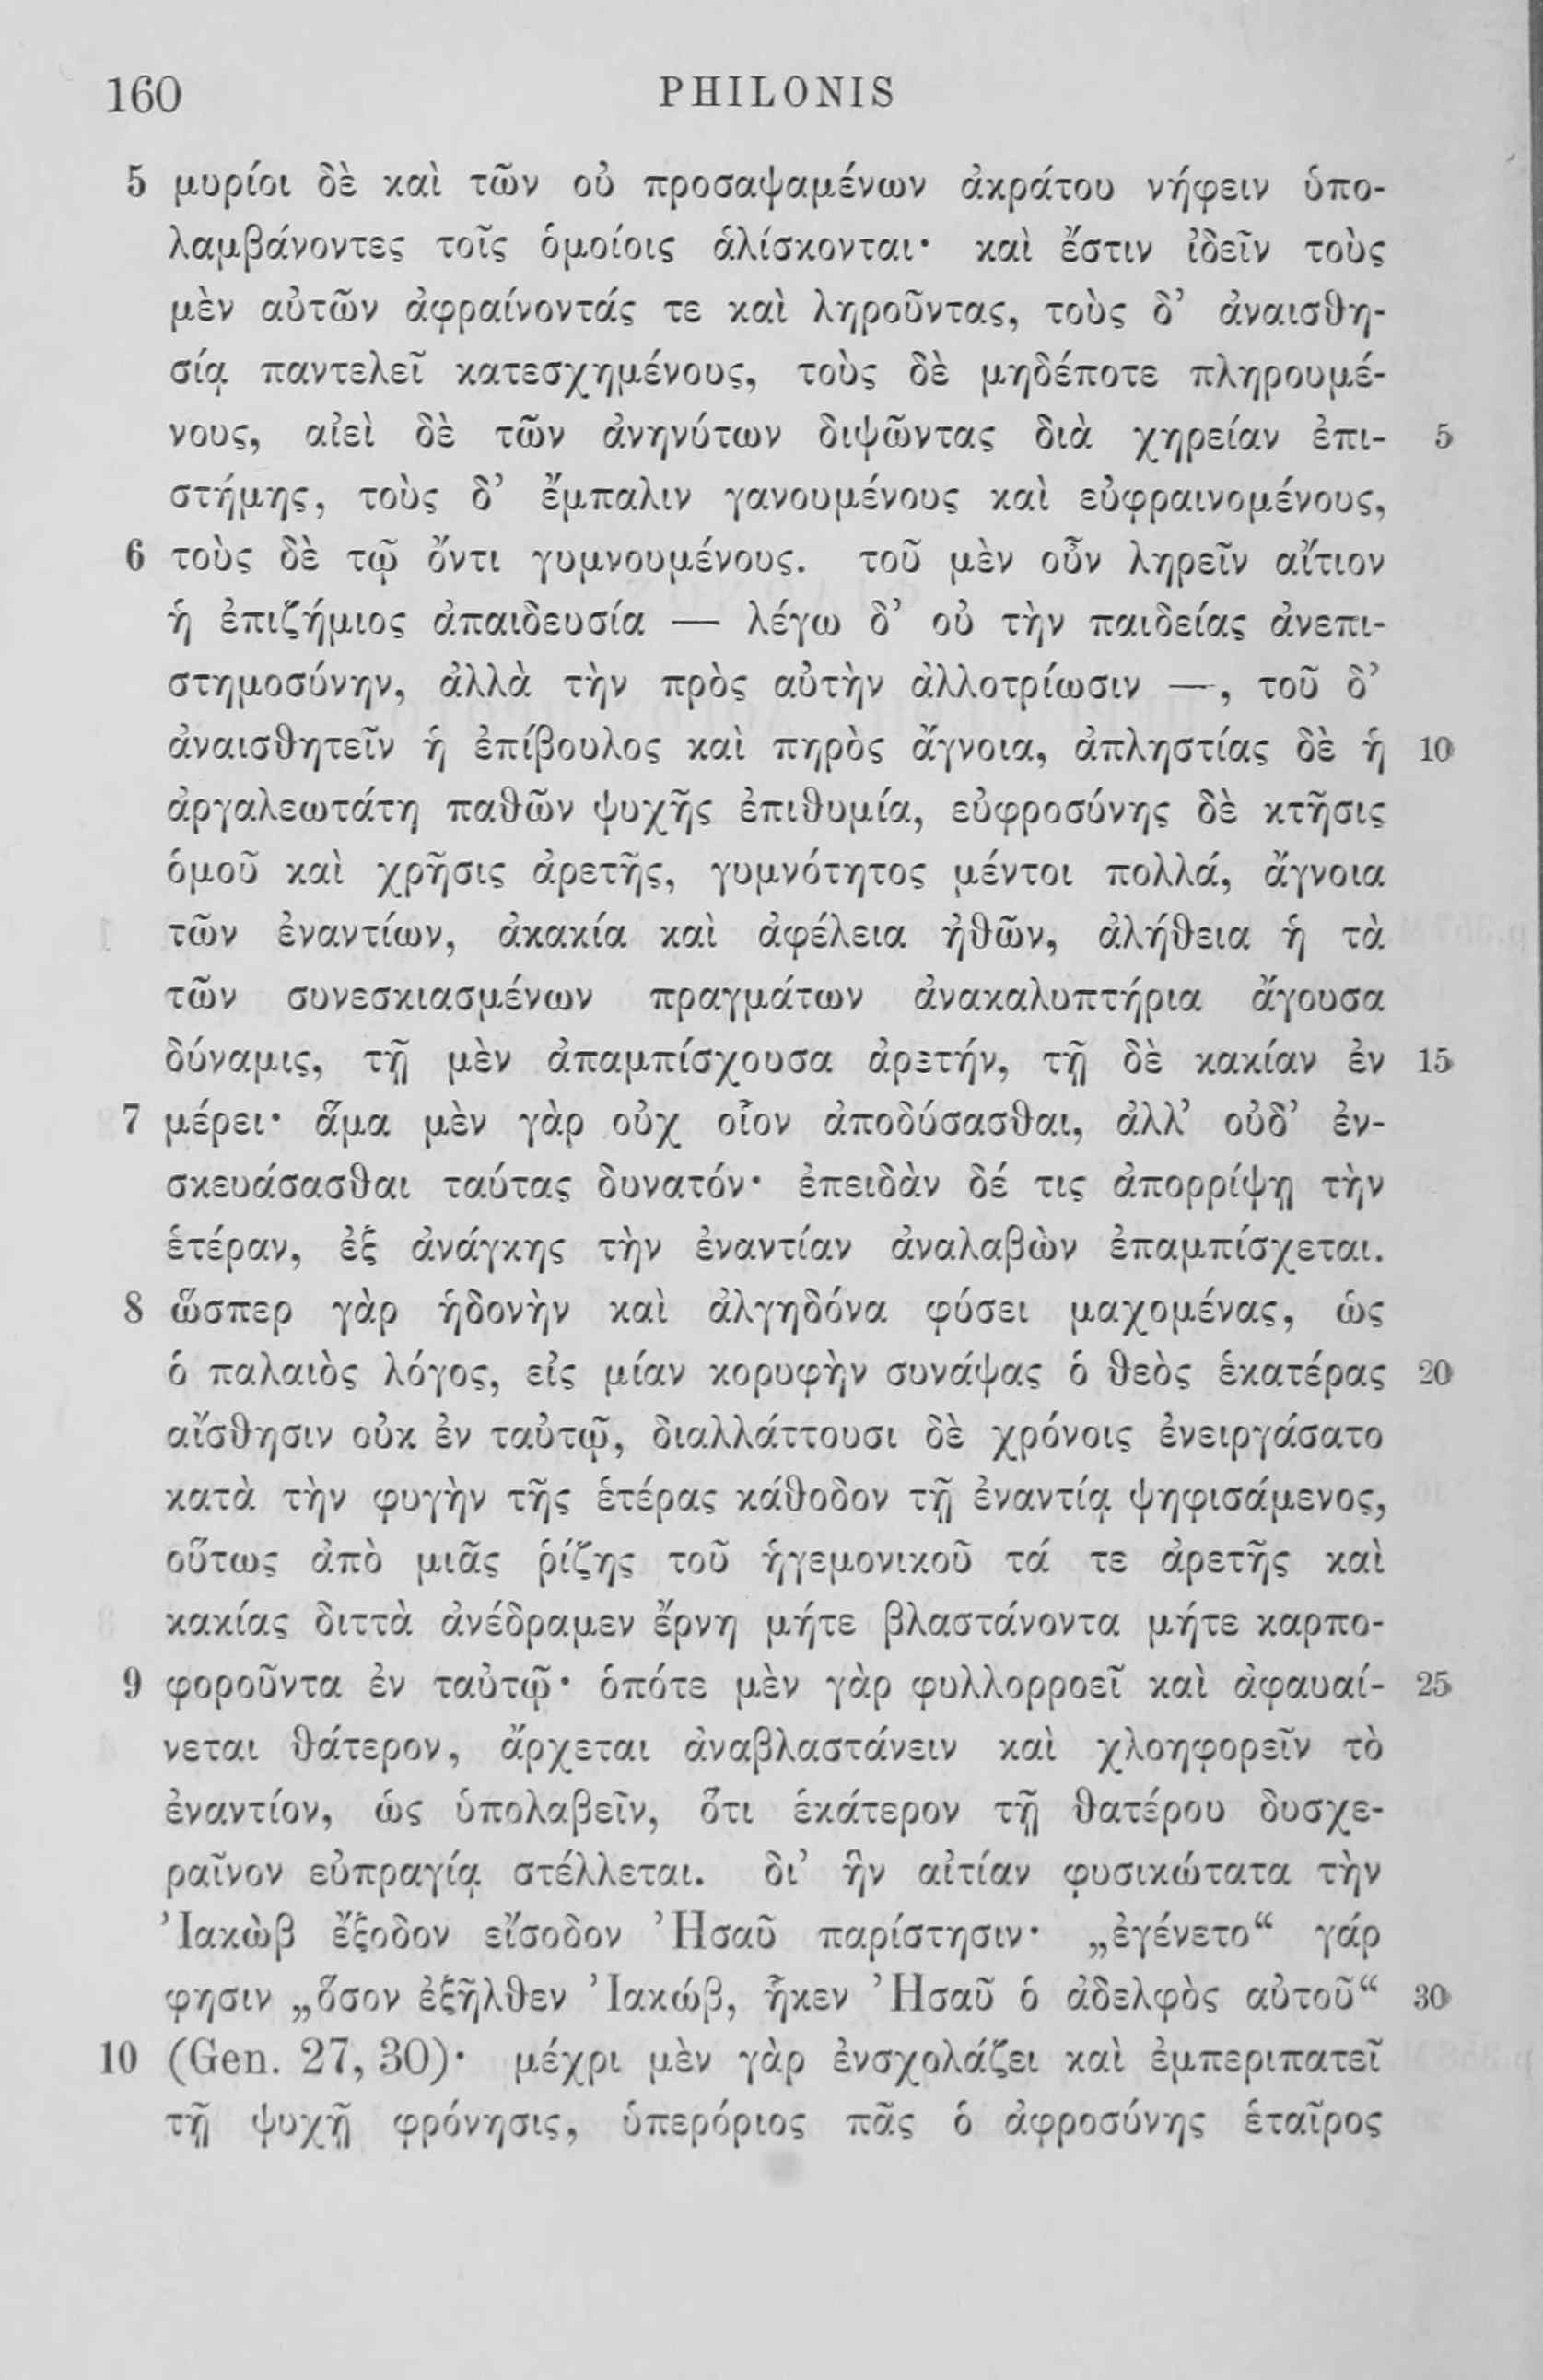 160 PHILONIS
5 μυρίοι δὲ καὶ τῶν οὐ προσαψαμένων ἀκράτου νήφειν ὑπο-
λαμβάνοντες τοῖς ὁμοίοις ἁλίσκονται· καὶ ἔστιν ἰδεῖν τοὺς
μὲν αὐτῶν ἀφραίνοντάς τε καὶ ληροῦντας, τοὺς δ’ ἀναισθη-
σίᾳ παντελεῖ κατεσχημένους, τοὺς δὲ μηδέποτε πληρουμέ-
νους, αἰεὶ δὲ τῶν ἀνηνύτων διψῶντας διὰ χηρείαν ἐπι- 5
στήμης, τοὺς δ’ ἔμπαλιν γανουμένους καὶ εὐφραινομένους,
6 τοὺς δὲ τῷ ὄντι γυμνουμένους. τοῦ μὲν οὖν ληρεῖν αἴτιον
ἡ ἐπιζήμιος ἀπαιδευσία — λέγω δ’ οὐ τὴν παιδείας ἀνεπι-
στημοσύνην, ἀλλὰ τὴν πρὸς αὐτὴν ἀλλοτρίωσιν —, τοῦ δ’
ἀναισθητεῖν ἡ ἐπίβουλος καὶ πηρὸς ἄγνοια, ἀπληστίας δὲ ἡ 10
ἀργαλεωτάτη παθῶν ψυχῆς ἐπιθυμία, εὐφροσύνης δὲ κτῆσις
ὁμοῦ καὶ χρῆσις ἀρετῆς, γυμνότητος μέντοι πολλά, ἄγνοια
τῶν ἐναντίων, ἀκακία καὶ ἀφέλεια ἠθῶν, ἀλήθεια ἡ τὰ
τῶν συνεσκιασμένων πραγμάτων ἀνακαλυπτήρια ἄγουσα
δύναμις, τῇ μὲν ἀπαμπίσχουσα ἀρετήν, τῇ δὲ κακίαν ἐν 15
7 μέρει· ἅμα μὲν γὰρ οὐχ οἷον ἀποδύσασθαι, ἀλλ’ οὐδ’ ἐν-
σκευάσασθαι ταύτας δυνατόν· ἐπειδὰν δέ τις ἀπορρίψῃ τὴν
ἑτέραν, ἐξ ἀνάγκης τὴν ἐναντίαν ἀναλαβὼν ἐπαμπίσχεται.
8 ὥσπερ γὰρ ἡδονὴν καὶ ἀλγηδόνα φύσει μαχομένας, ὡς
ὁ παλαιὸς λόγος, εἰς μίαν κορυφὴν συνάψας ὁ θεὸς ἑκατέρας 20
αἴσθησιν οὐκ ἐν ταὐτῷ, διαλλάττουσι δὲ χρόνοις ἐνειργάσατο
κατὰ τὴν φυγὴν τῆς ἑτέρας κάθοδον τῇ ἐναντίᾳ ψηφισάμενος,
οὕτως ἀπὸ μιᾶς ῥίζης τοῦ ἡγεμονικοῦ τά τε ἀρετῆς καὶ
κακίας διττὰ ἀνέδραμεν ἔρνη μήτε βλαστάνοντα μήτε καρπο-
9 φοροῦντα ἐν ταὐτῷ· ὁπότε μὲν γὰρ φυλλορροεῖ καὶ ἀφαυαί- 25
νεται θάτερον, ἄρχεται ἀναβλαστάνειν καὶ χλοηφορεῖν τὸ
ἐναντίον, ὡς ὑπολαβεῖν, ὅτι ἑκάτερον τῇ θατέρου δυσχε-
ραῖνον εὐπραγίᾳ στέλλεται. δι’ ἣν αἰτίαν φυσικώτατα τὴν
Ἰακὼβ ἔξοδον εἴσοδον Ἠσαῦ παρίστησιν· „ἐγένετο“ γάρ
φησιν „ὅσον ἐξῆλθεν Ἰακώβ, ἧκεν Ἠσαῦ ὁ ἀδελφὸς αὐτοῦ“ 30
10 (Gen. 27, 30)· μέχρι μὲν γὰρ ἐνσχολάζει καὶ ἐμπεριπατεῖ
τῇ ψυχῇ φρόνησις, ὑπερόριος πᾶς ὁ ἀφροσύνης ἑταῖρος